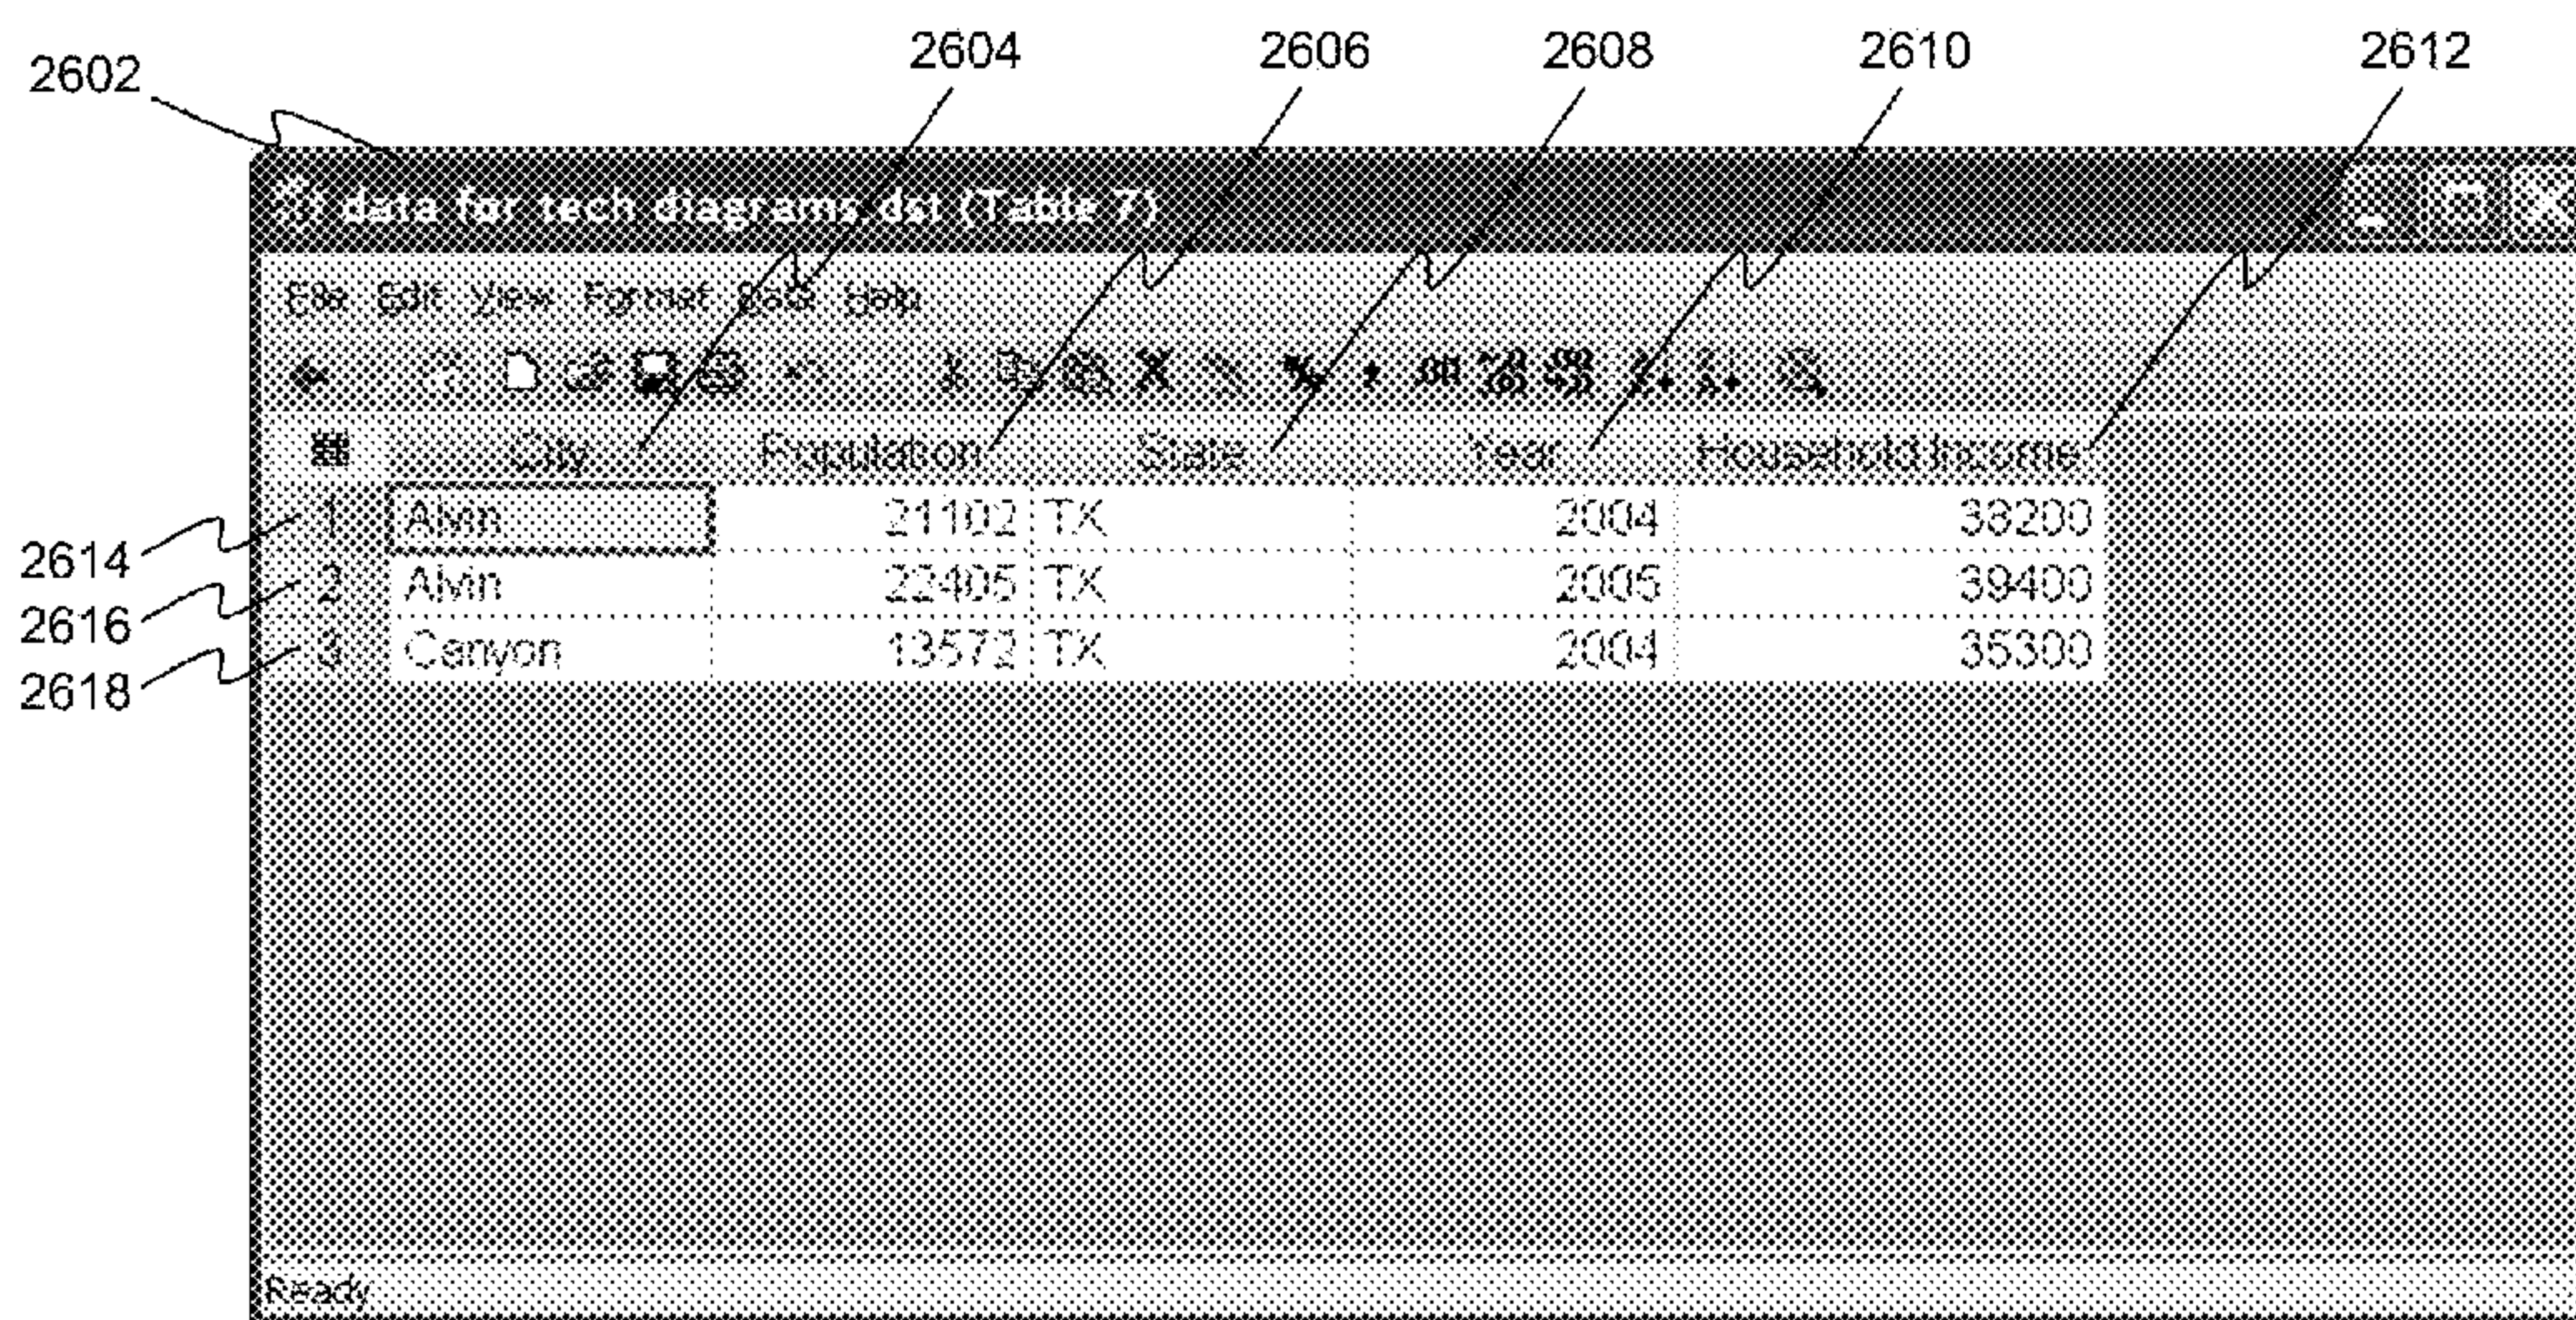 2602 2604 2606 2608 2610 2612
data for tech diagrams.dst (Table 7)
File Edit View Format Data Help
City Population State Year Household Income
2614 1 Alvin 21102 TX 2004 38200
2616 2 Alvin 22405 TX 2005 39400
2618 3 Canyon 13572 TX 2004 35300
Ready